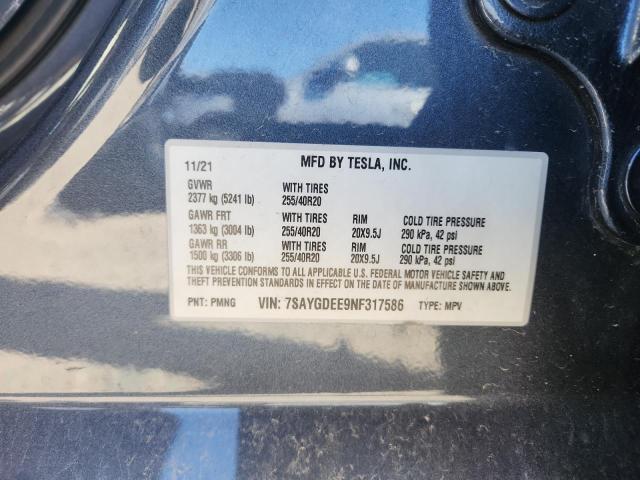 11/21 MFD BY TESLA, INC.
GVWR WITH TIRES
2377 kg (5241 lb) 255/40R20
GAWR FRT WITH TIRES RIM COLD TIRE PRESSURE
1363 kg (3004 lb) 255/40R20 20X9.5J 290 kPa, 42 psi
GAWR RR WITH TIRES RIM COLD TIRE PRESSURE
1500 kg (3306 lb) 255/40R20 20X9.5J 290 kPa, 42 psi
THIS VEHICLE CONFORMS TO ALL APPLICABLE U.S. FEDERAL MOTOR VEHICLE SAFETY AND
THEFT PREVENTION STANDARDS IN EFFECT ON THE DATE OF MANUFACTURE SHOWN ABOVE.
PNT: PMNG VIN: 7SAYGDEE9NF317586 TYPE: MPV